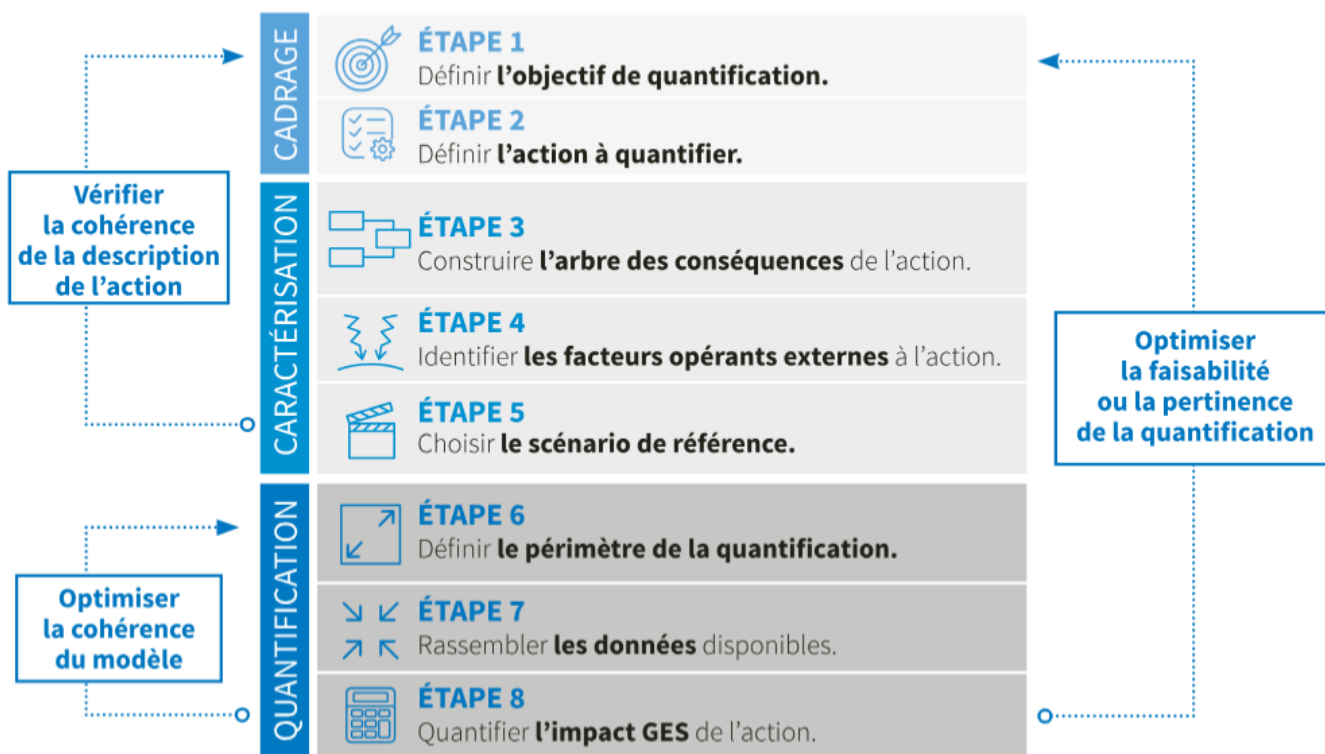 CADRAGE
ÉTAPE 1
Définir l’objectif de quantification.
ÉTAPE 2
Définir l’action à quantifier.
Vérifier
la cohérence
de la description
de l’action
CARACTÉRISATION
ÉTAPE 3
Construire l’arbre des conséquences de l’action.
ÉTAPE 4
Identifier les facteurs opérants externes à l’action.
ÉTAPE 5
Choisir le scénario de référence.
Optimiser
la faisabilité
ou la pertinence
de la quantification
QUANTIFICATION
ÉTAPE 6
Définir le périmètre de la quantification.
ÉTAPE 7
Rassembler les données disponibles.
ÉTAPE 8
Quantifier l’impact GES de l’action.
Optimiser
la cohérence
du modèle